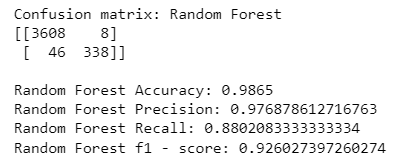 Confusion matrix: Random Forest
[[3608    8]
 [  46  338]]
Random Forest Accuracy: 0.9865
Random Forest Precision: 0.976878612716763
Random Forest Recall: 0.8802083333333334
Random Forest f1 - score: 0.926027397260274